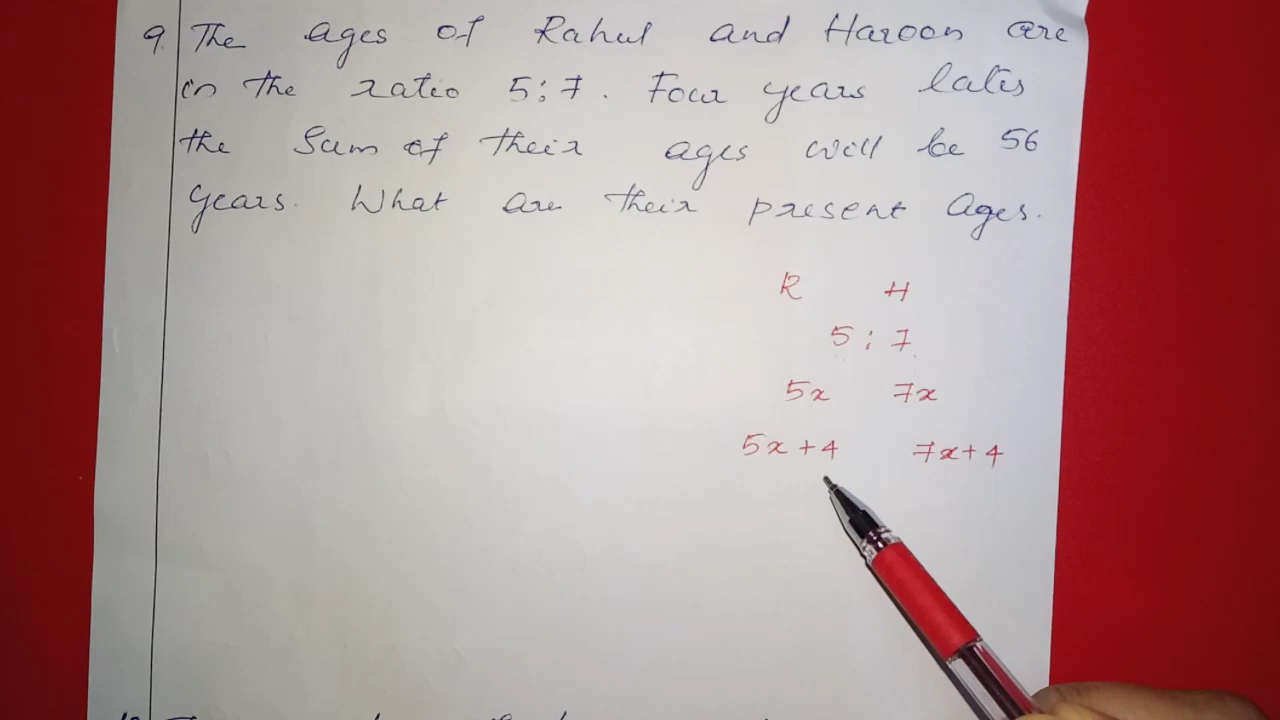 9. The ages of Rahul and Haroon are
in the ratio 5:7. Four years later
the Sum of their ages will be 56
years. What are their present ages.
R H
5 : 7
5x 7x
5x+4 7x+4